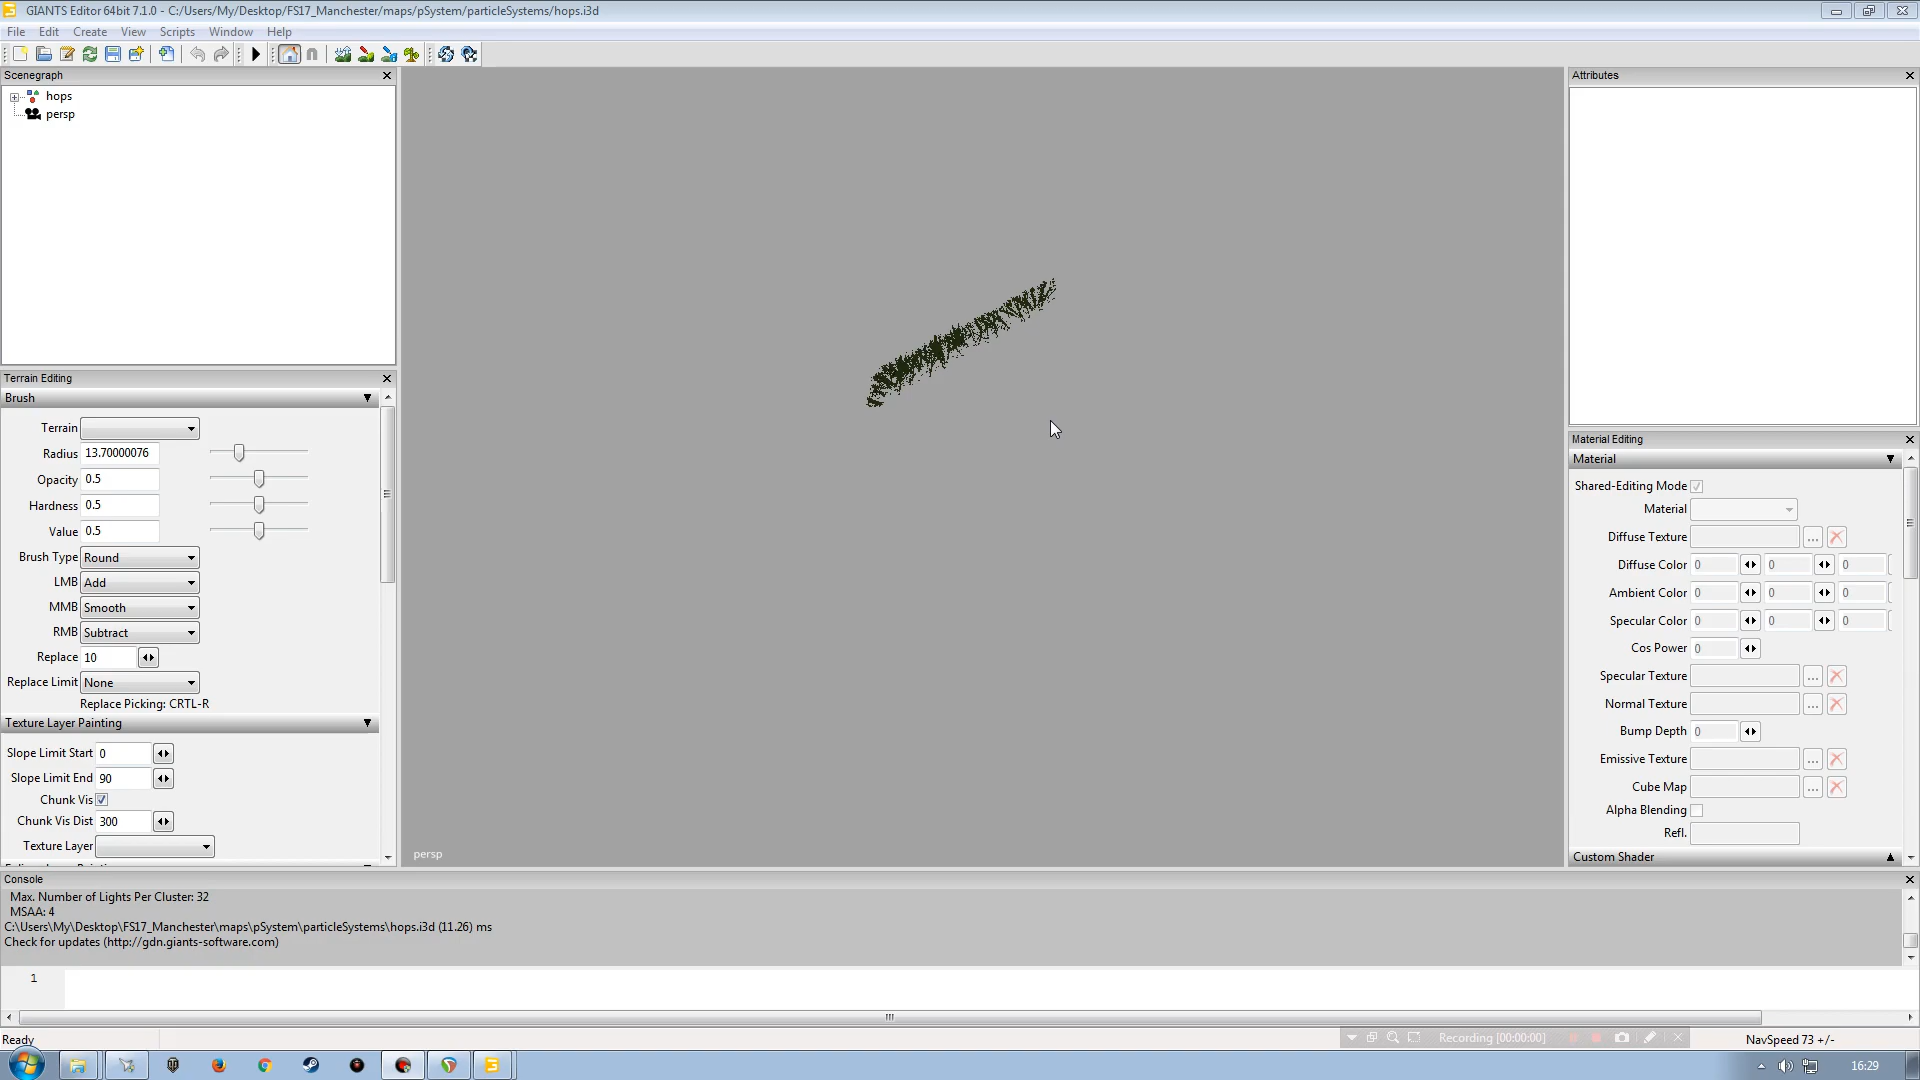 GIANTS Editor 64bit 7.1.0 - C:/Users/My/Desktop/FS17_Manchester/maps/pSystem/particleSystems/hops.i3d
File Edit Create View Scripts Window Help
Scenegraph
hops
persp
Terrain Editing
Brush
Terrain
Radius 13.70000076
Opacity 0.5
Hardness 0.5
Value 0.5
Brush Type Round
LMB Add
MMB Smooth
RMB Subtract
Replace 10
Replace Limit None
Replace Picking: CRTL-R
Texture Layer Painting
Slope Limit Start 0
Slope Limit End 90
Chunk Vis
Chunk Vis Dist 300
Texture Layer
persp
Attributes
Material Editing
Material
Shared-Editing Mode
Material
Diffuse Texture ...
Diffuse Color 0 0 0
Ambient Color 0 0 0
Specular Color 0 0 0
Cos Power 0
Specular Texture ...
Normal Texture ...
Bump Depth 0
Emissive Texture ...
Cube Map ...
Alpha Blending
Refl.
Custom Shader
Console
Max. Number of Lights Per Cluster: 32
MSAA: 4
C:\Users\My\Desktop\FS17_Manchester\maps\pSystem\particleSystems\hops.i3d (11.26) ms
Check for updates (http://gdn.giants-software.com)
1
Ready
Recording [00:00:00]
NavSpeed 73 +/-
16:29